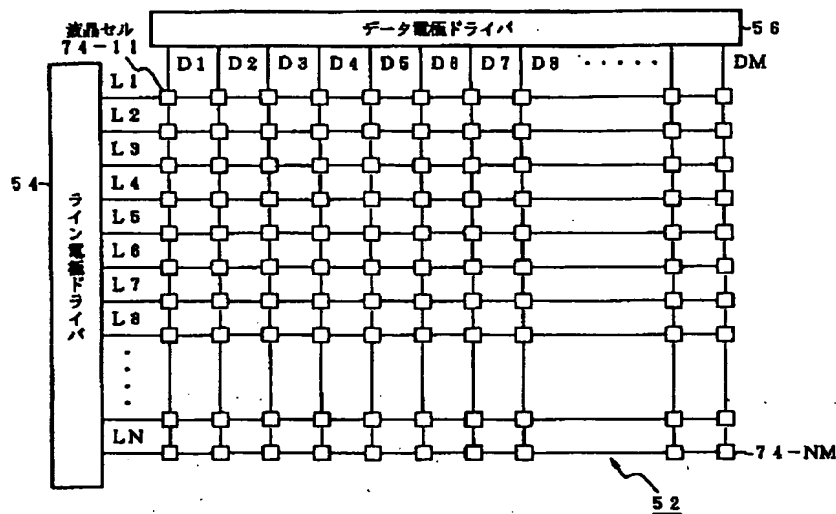 液晶セル
74-11
データ電極ドライバ
56
D1 D2 D3 D4 D5 D6 D7 D8 ····· DM
54
ライン電極ドライバ
L1
L2
L3
L4
L5
L6
L7
L8
····
LN
74-NM
52